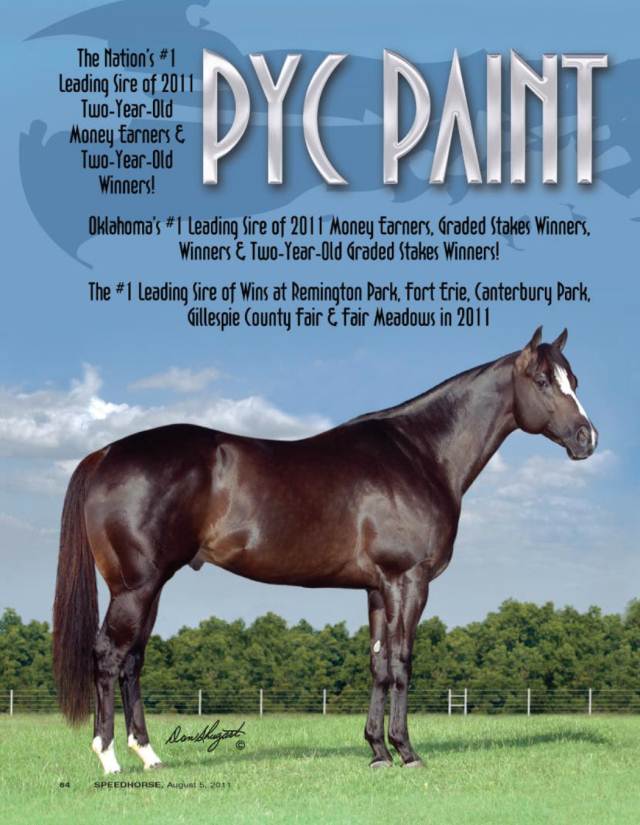 The Nation's #1
Leading Sire of 2011
Two-Year-Old
Money Earners &
Two-Year-Old
Winners!
PYC PAINT
Oklahoma's #1 Leading Sire of 2011 Money Earners, Graded Stakes Winners,
Winners & Two-Year-Old Graded Stakes Winners!
The #1 Leading Sire of Wins at Remington Park, Fort Erie, Canterbury Park,
Gillespie County Fair & Fair Meadows in 2011
Don Shugart ©
64 SPEEDHORSE, August 5, 2011